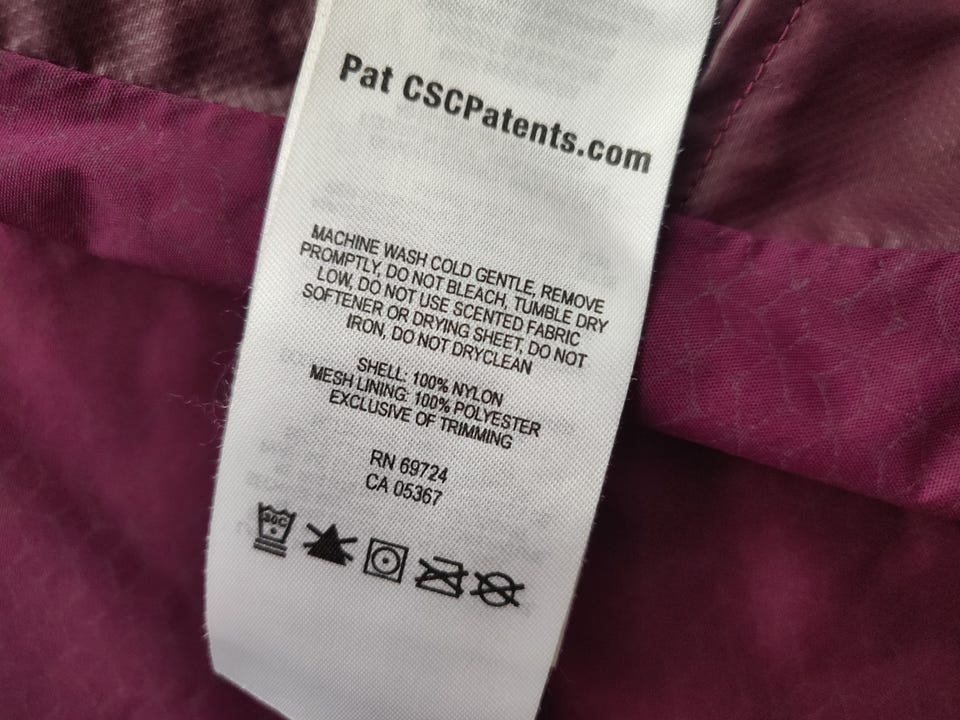 Pat CSCPatents.com
MACHINE WASH COLD GENTLE, REMOVE
PROMPTLY, DO NOT BLEACH, TUMBLE DRY
LOW, DO NOT USE SCENTED FABRIC
SOFTENER OR DRYING SHEET, DO NOT
IRON, DO NOT DRYCLEAN
SHELL: 100% NYLON
MESH LINING: 100% POLYESTER
EXCLUSIVE OF TRIMMING
RN 69724
CA 05367
30C